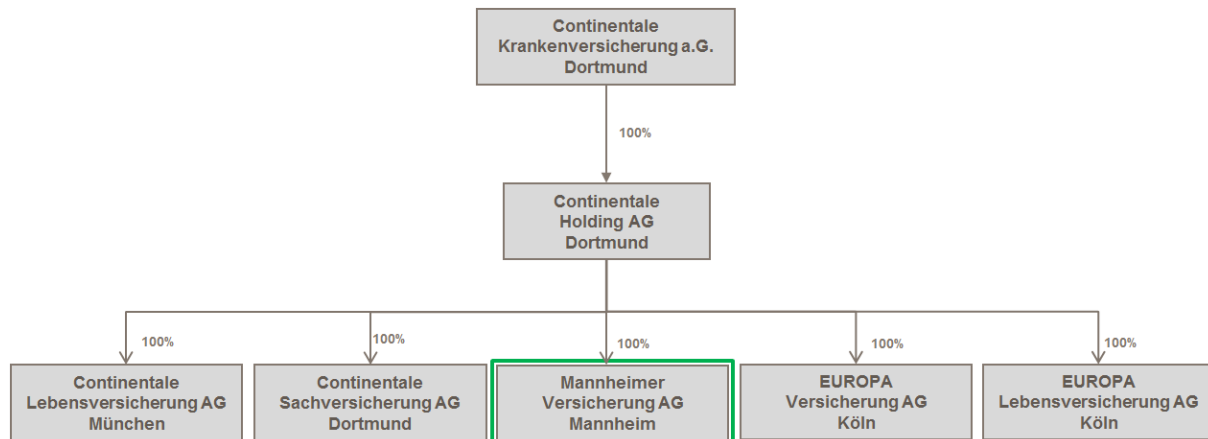 Continentale
Krankenversicherung a.G.
Dortmund
100%
Continentale
Holding AG
Dortmund
100%
100%
100%
100%
100%
Continentale
Lebensversicherung AG
München
Continentale
Sachversicherung AG
Dortmund
Mannheimer
Versicherung AG
Mannheim
EUROPA
Versicherung AG
Köln
EUROPA
Lebensversicherung AG
Köln